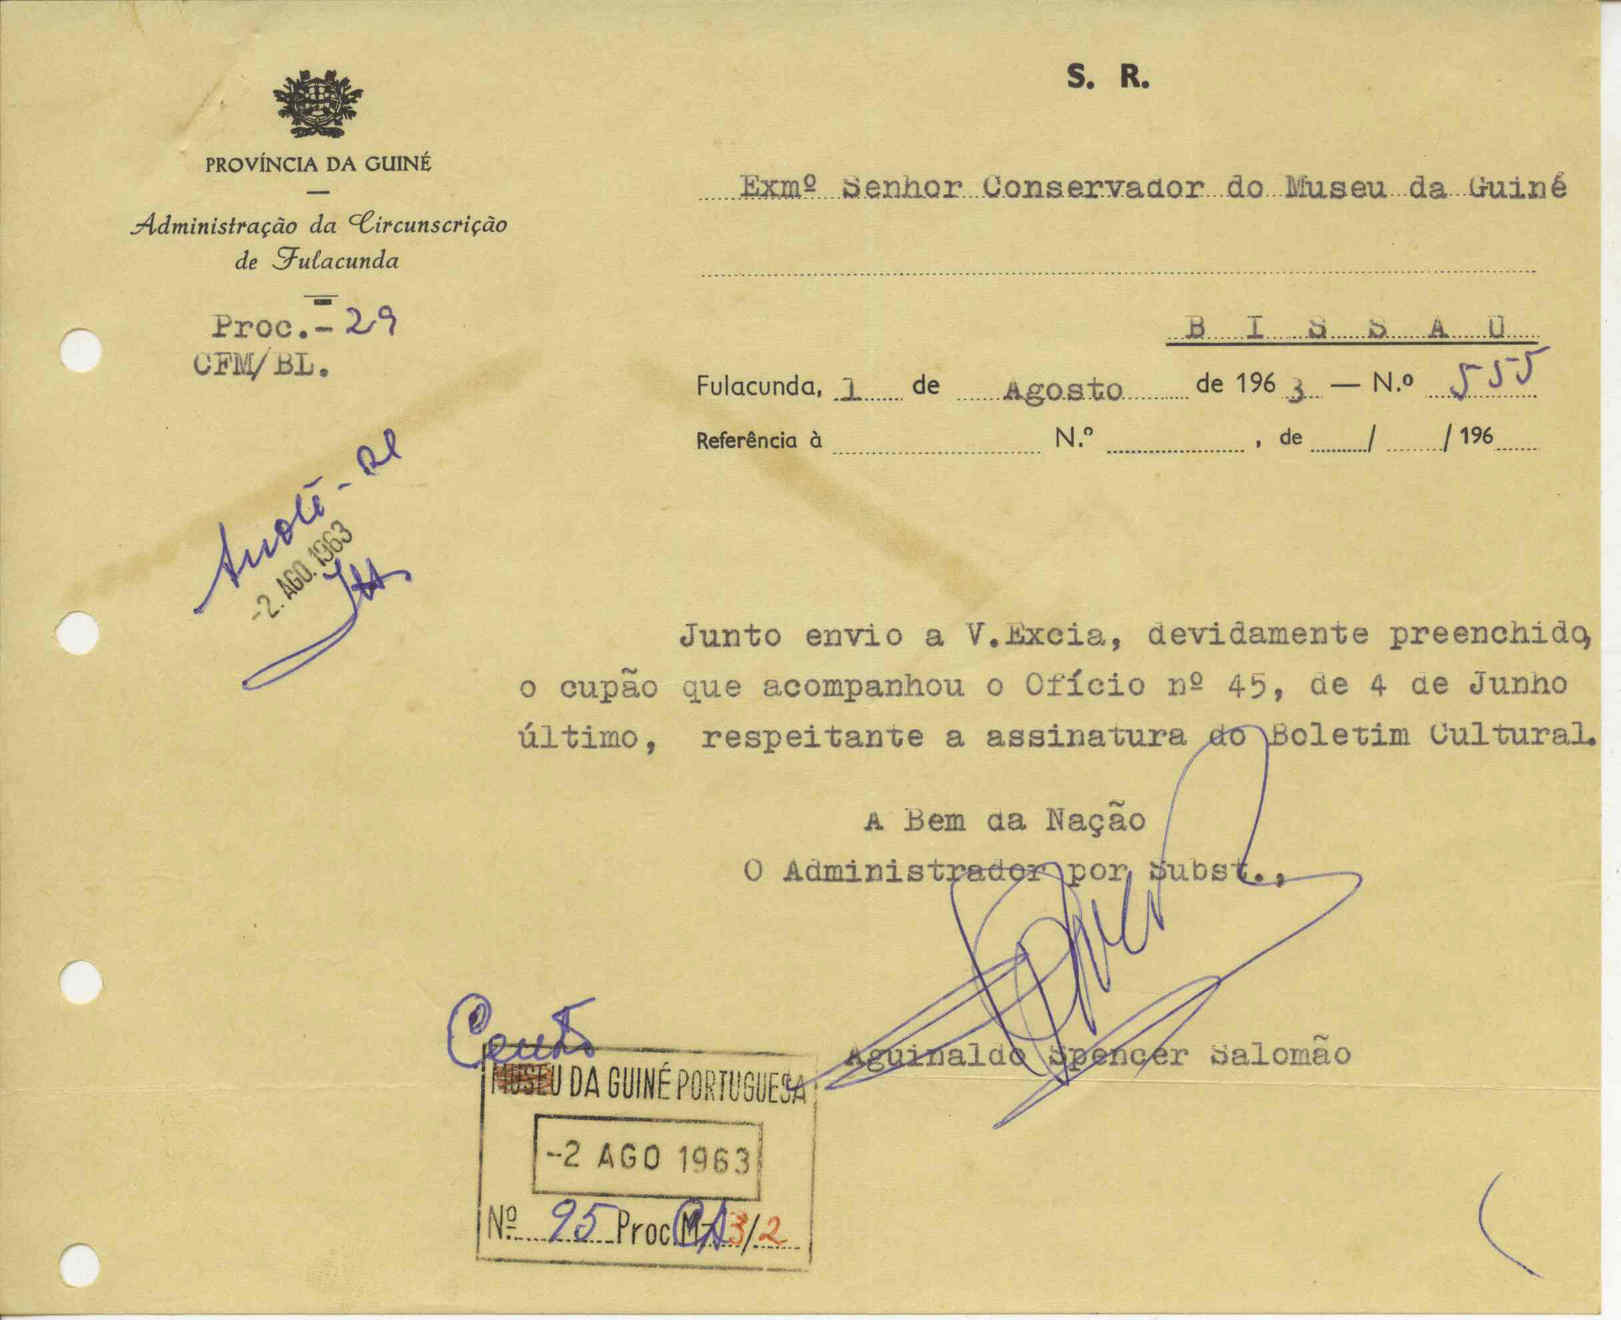 S. R.
PROVÍNCIA DA GUINÉ
Administração da Circunscrição
de Fulacunda
Proc.- 29
CFM/BL.
Exmº Senhor Conservador do Museu da Guiné
B I S S A U
Fulacunda, 1 de Agosto de 1963 — N.º 555
Referência à N.º , de / /196
-2. AGO. 1963
Junto envio a V.Excia, devidamente preenchido,
o cupão que acompanhou o Ofício nº 45, de 4 de Junho
último, respeitante a assinatura do Boletim Cultural.
A Bem da Nação
O Administrador por Subst.,
Aguinaldo Spencer Salomão
MUSEU DA GUINÉ PORTUGUESA
-2 AGO 1963
Nº 95 Proc. 3/2